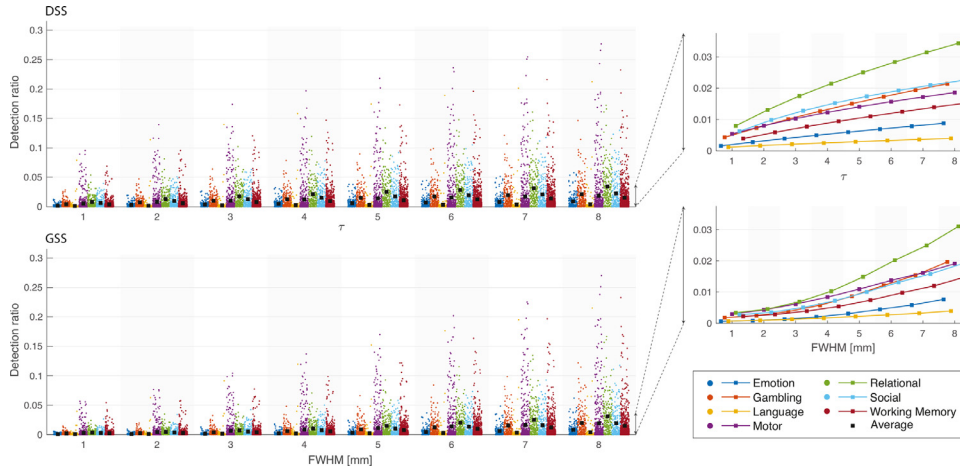 DSS
0.3
0.25
0.2
0.15
0.1
0.05
0
Detection ratio
1 2 3 4 5 6 7 8
τ
GSS
0.3
0.25
0.2
0.15
0.1
0.05
0
Detection ratio
1 2 3 4 5 6 7 8
FWHM [mm]
0.03
0.02
0.01
0
1 2 3 4 5 6 7 8
τ
0.03
0.02
0.01
0
1 2 3 4 5 6 7 8
FWHM [mm]
Emotion Relational
Gambling Social
Language Working Memory
Motor Average